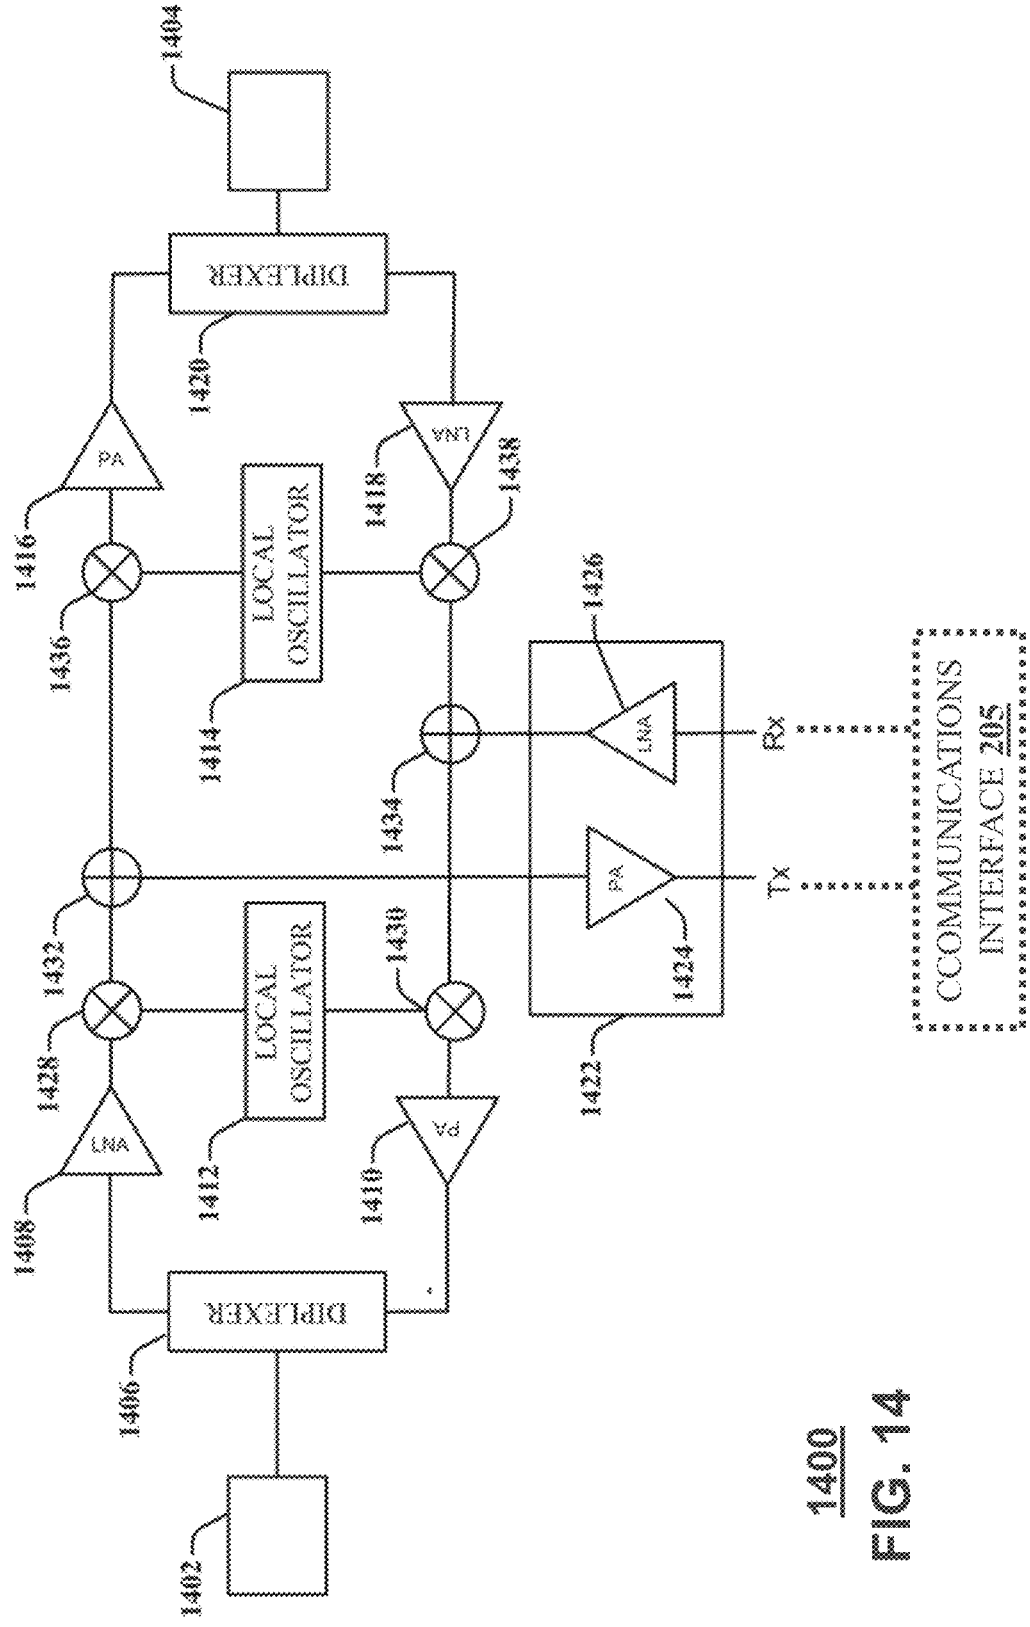 1404
1416
PA
DIPLEXER
1420
1436
LOCAL
OSCILLATOR
1414
1418
LNA
1438
1432
1434
1426
LNA
Rx
1428
LOCAL
OSCILLATOR
1412
1430
PA
1424
Tx
1422
CCOMMUNICATIONS
INTERFACE 205
1408
LNA
1410
PA
DIPLEXER
1406
1402
1400
FIG. 14